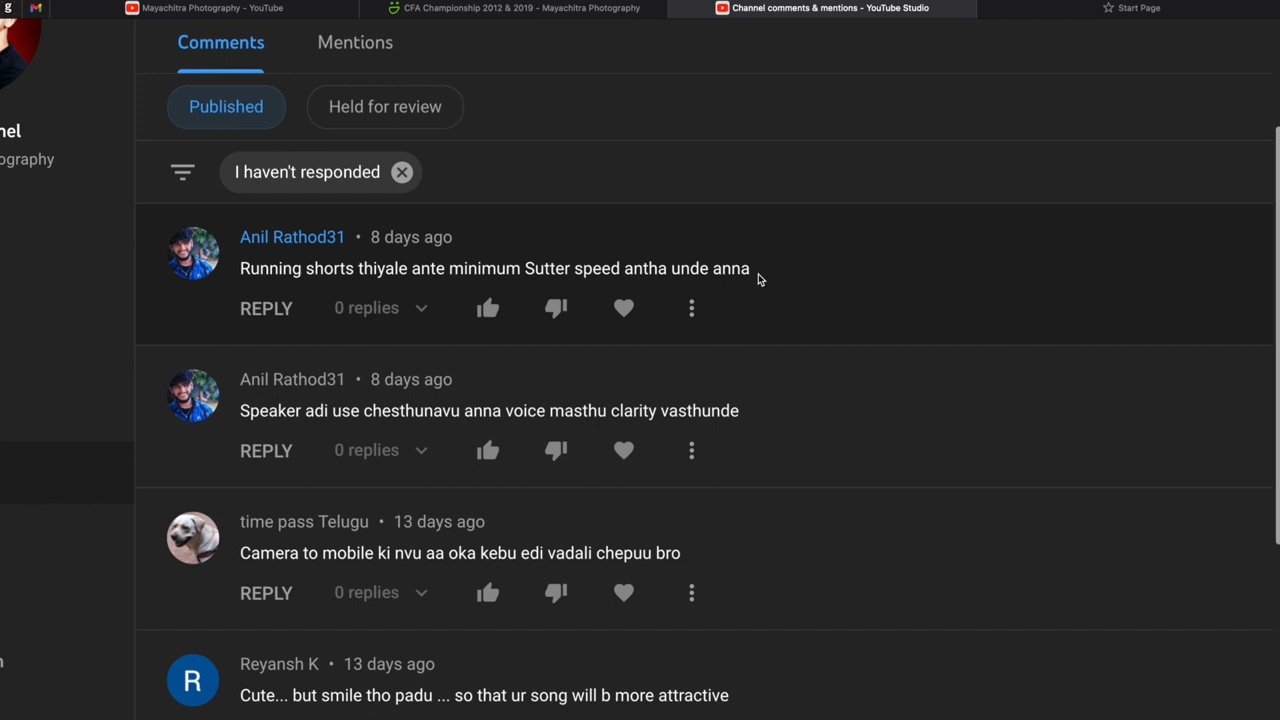 g
Mayachitra Photography - YouTube
CFA Championship 2012 & 2019 - Mayachitra Photography
Channel comments & mentions - YouTube Studio
Start Page
Comments
Mentions
Published
Held for review
nel
ography
I haven't responded
Anil Rathod31 • 8 days ago
Running shorts thiyale ante minimum Sutter speed antha unde anna
REPLY 0 replies
Anil Rathod31 • 8 days ago
Speaker adi use chesthunavu anna voice masthu clarity vasthunde
REPLY 0 replies
time pass Telugu • 13 days ago
Camera to mobile ki nvu aa oka kebu edi vadali chepuu bro
REPLY 0 replies
R
Reyansh K • 13 days ago
Cute... but smile tho padu ... so that ur song will b more attractive